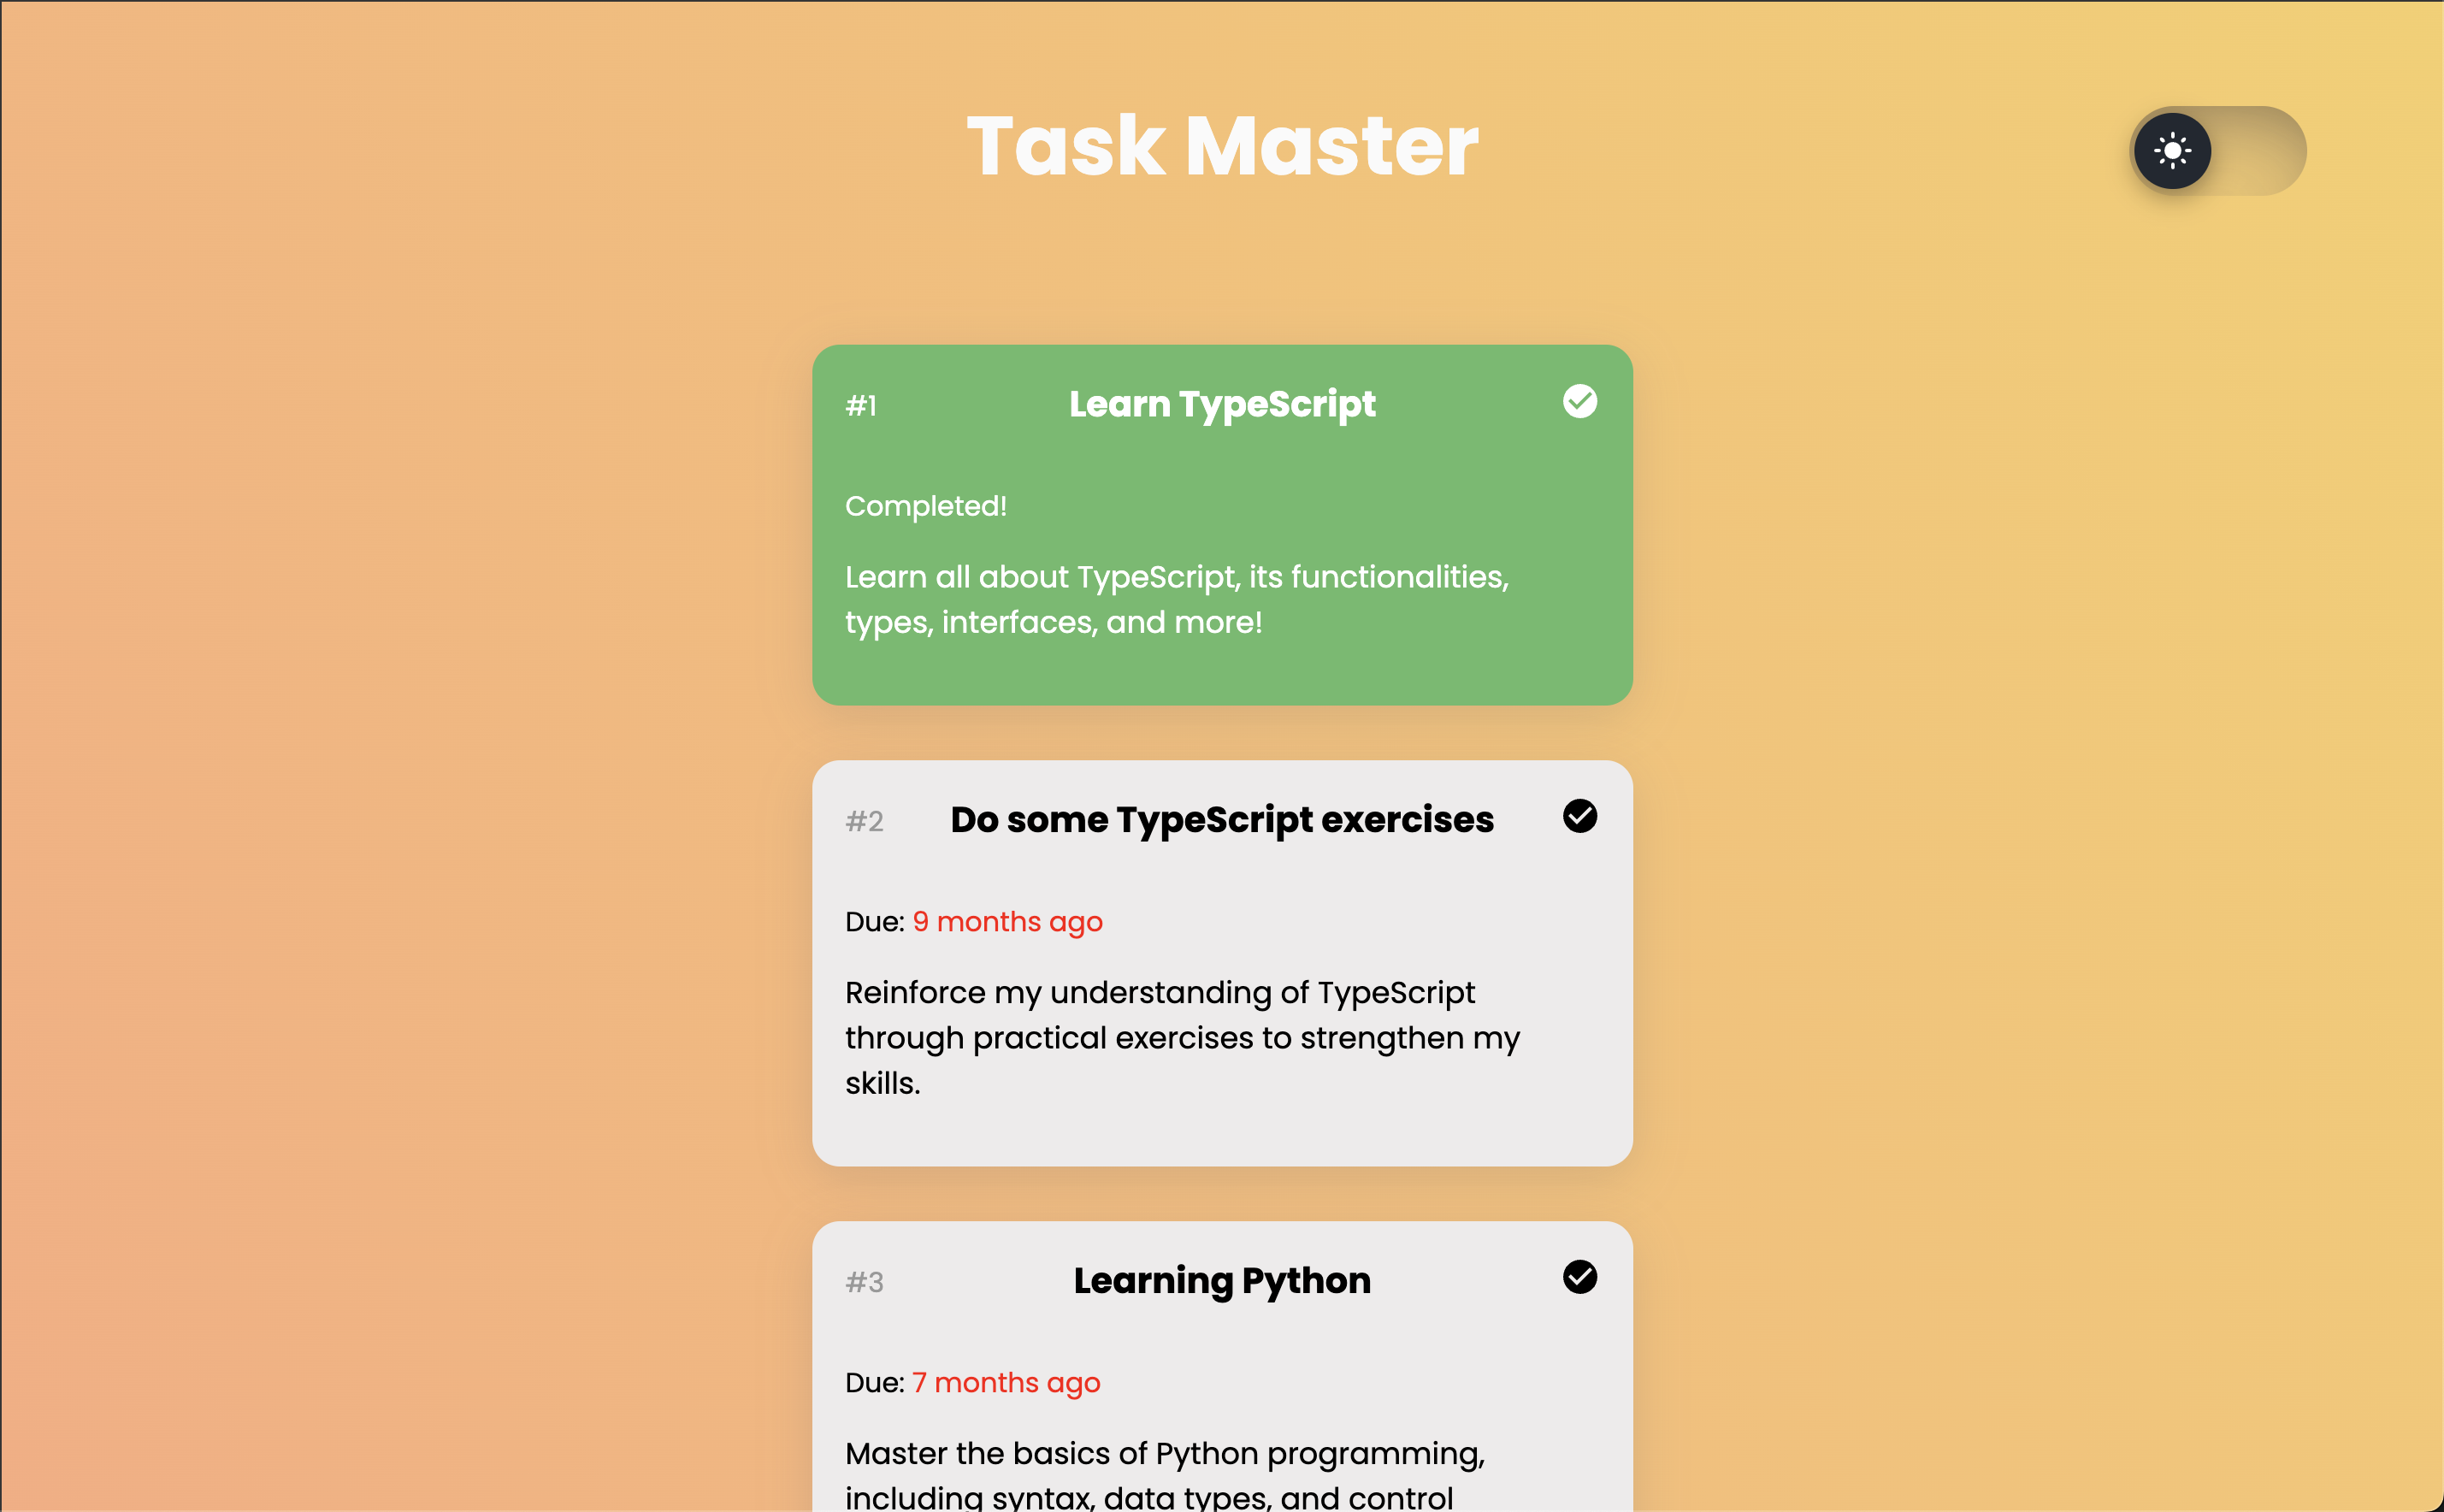 Task Master
#1
Learn TypeScript
Completed!
Learn all about TypeScript, its functionalities,
types, interfaces, and more!
#2
Do some TypeScript exercises
Due: 9 months ago
Reinforce my understanding of TypeScript
through practical exercises to strengthen my
skills.
#3
Learning Python
Due: 7 months ago
Master the basics of Python programming,
including syntax, data types, and control